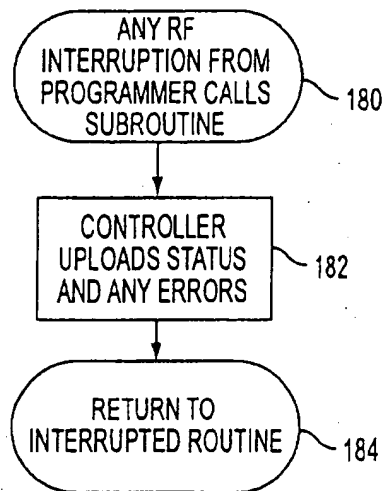 ANY RF
INTERRUPTION FROM
PROGRAMMER CALLS
SUBROUTINE
180
CONTROLLER
UPLOADS STATUS
AND ANY ERRORS
182
RETURN TO
INTERRUPTED ROUTINE
184